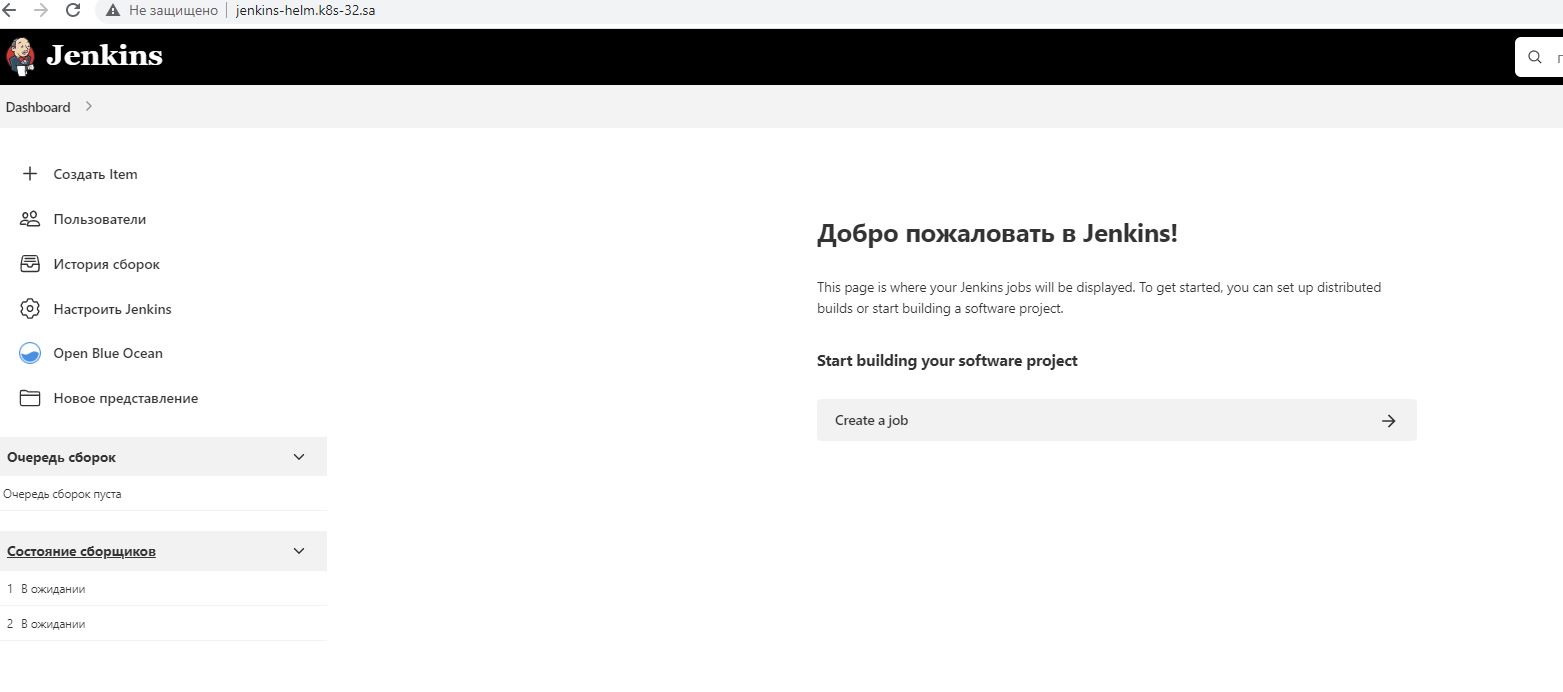 Не защищено jenkins-helm.k8s-32.sa
Jenkins
Dashboard
Создать Item
Пользователи
История сборок
Настроить Jenkins
Open Blue Ocean
Новое представление
Добро пожаловать в Jenkins!
This page is where your Jenkins jobs will be displayed. To get started, you can set up distributed
builds or start building a software project.
Start building your software project
Create a job
Очередь сборок
Очередь сборок пуста
Состояние сборщиков
1 В ожидании
2 В ожидании